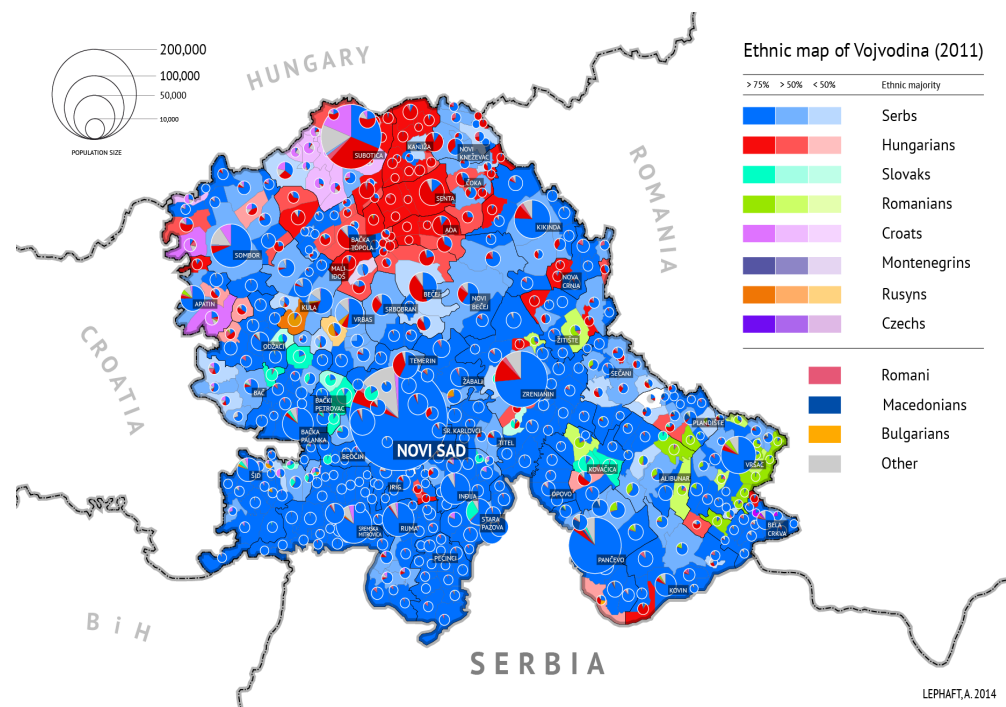 200,000
100,000
50,000
10,000
POPULATION SIZE
Ethnic map of Vojvodina (2011)
>75% >50% <50% Ethnic majority
Serbs
Hungarians
Slovaks
Romanians
Croats
Montenegrins
Rusyns
Czechs
Romani
Macedonians
Bulgarians
Other
HUNGARY
ROMANIA
CROATIA
BiH
SERBIA
SUBOTICA
KANJIŽA
NOVI
KNEŽEVAC
ČOKA
SENTA
ADA
KIKINDA
BAČKA
TOPOLA
SOMBOR
MALI
IĐOŠ
NOVA
CRNJA
BEČEJ
NOVI
BEČEJ
APATIN
KULA
SRBOBRAN
VRBAS
ODŽACI
ŽITIŠTE
TEMERIN
SEČANJ
ŽABALJ
ZRENJANIN
BAČ
BAČKI
PETROVAC
PLANDIŠTE
BAČKA
PALANKA
SR. KARLOVCI
TITEL
NOVI SAD
BEOČIN
KOVAČICA
VRŠAC
ALIBUNAR
ŠID
IRIG
INĐIJA
OPOVO
STARA
PAZOVA
SREMSKA
MITROVICA
RUMA
BELA
CRKVA
PEĆINCI
PANČEVO
KOVIN
LEPHAFT, A. 2014